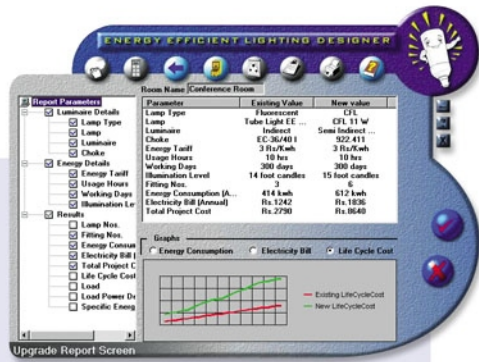 ENERGY EFFICIENT LIGHTING DESIGNER
Room Name Conference Room
Report Parameters
Luminaire Details
Lamp Type
Lamp
Luminaire
Choke
Energy Details
Energy Tariff
Usage Hours
Working Days
Illumination Le
Results
Lamp Nos.
Fitting Nos.
Energy Consun
Electricity Bill (
Total Project C
Life Cycle Cost
Load
Load Power De
Specific Energ
Parameter Existing Value New value
Lamp Type Fluorescent CFL
Lamp Tube Light EE ... CFL 11 W
Luminaire Indirect Semi Indirect ...
Choke EC-36/40 I 922.411
Energy Tariff 3 Rs/Kwh 3 Rs/Kwh
Usage Hours 10 hrs 10 hrs
Working Days 300 days 300 days
Illumination Level 14 foot candles 15 foot candles
Fitting Nos. 3 6
Energy Consumption (A... 414 kwh 612 kwh
Electricity Bill (Annual) Rs.1242 Rs.1836
Total Project Cost Rs.2790 Rs.8640
Graphs
Energy Consumption Electricity Bill Life Cycle Cost
Existing LifeCycleCost
New LifeCycleCost
Upgrade Report Screen